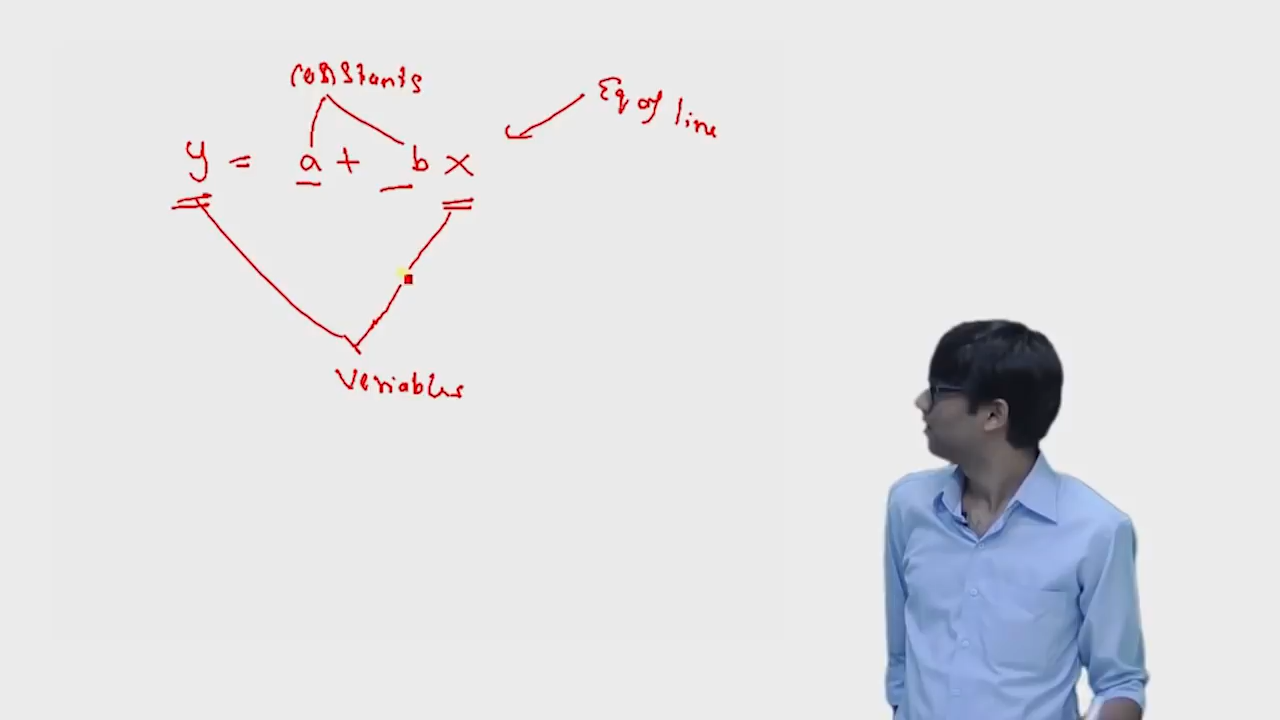 constants
Eq of line
y = a + b x
Variables